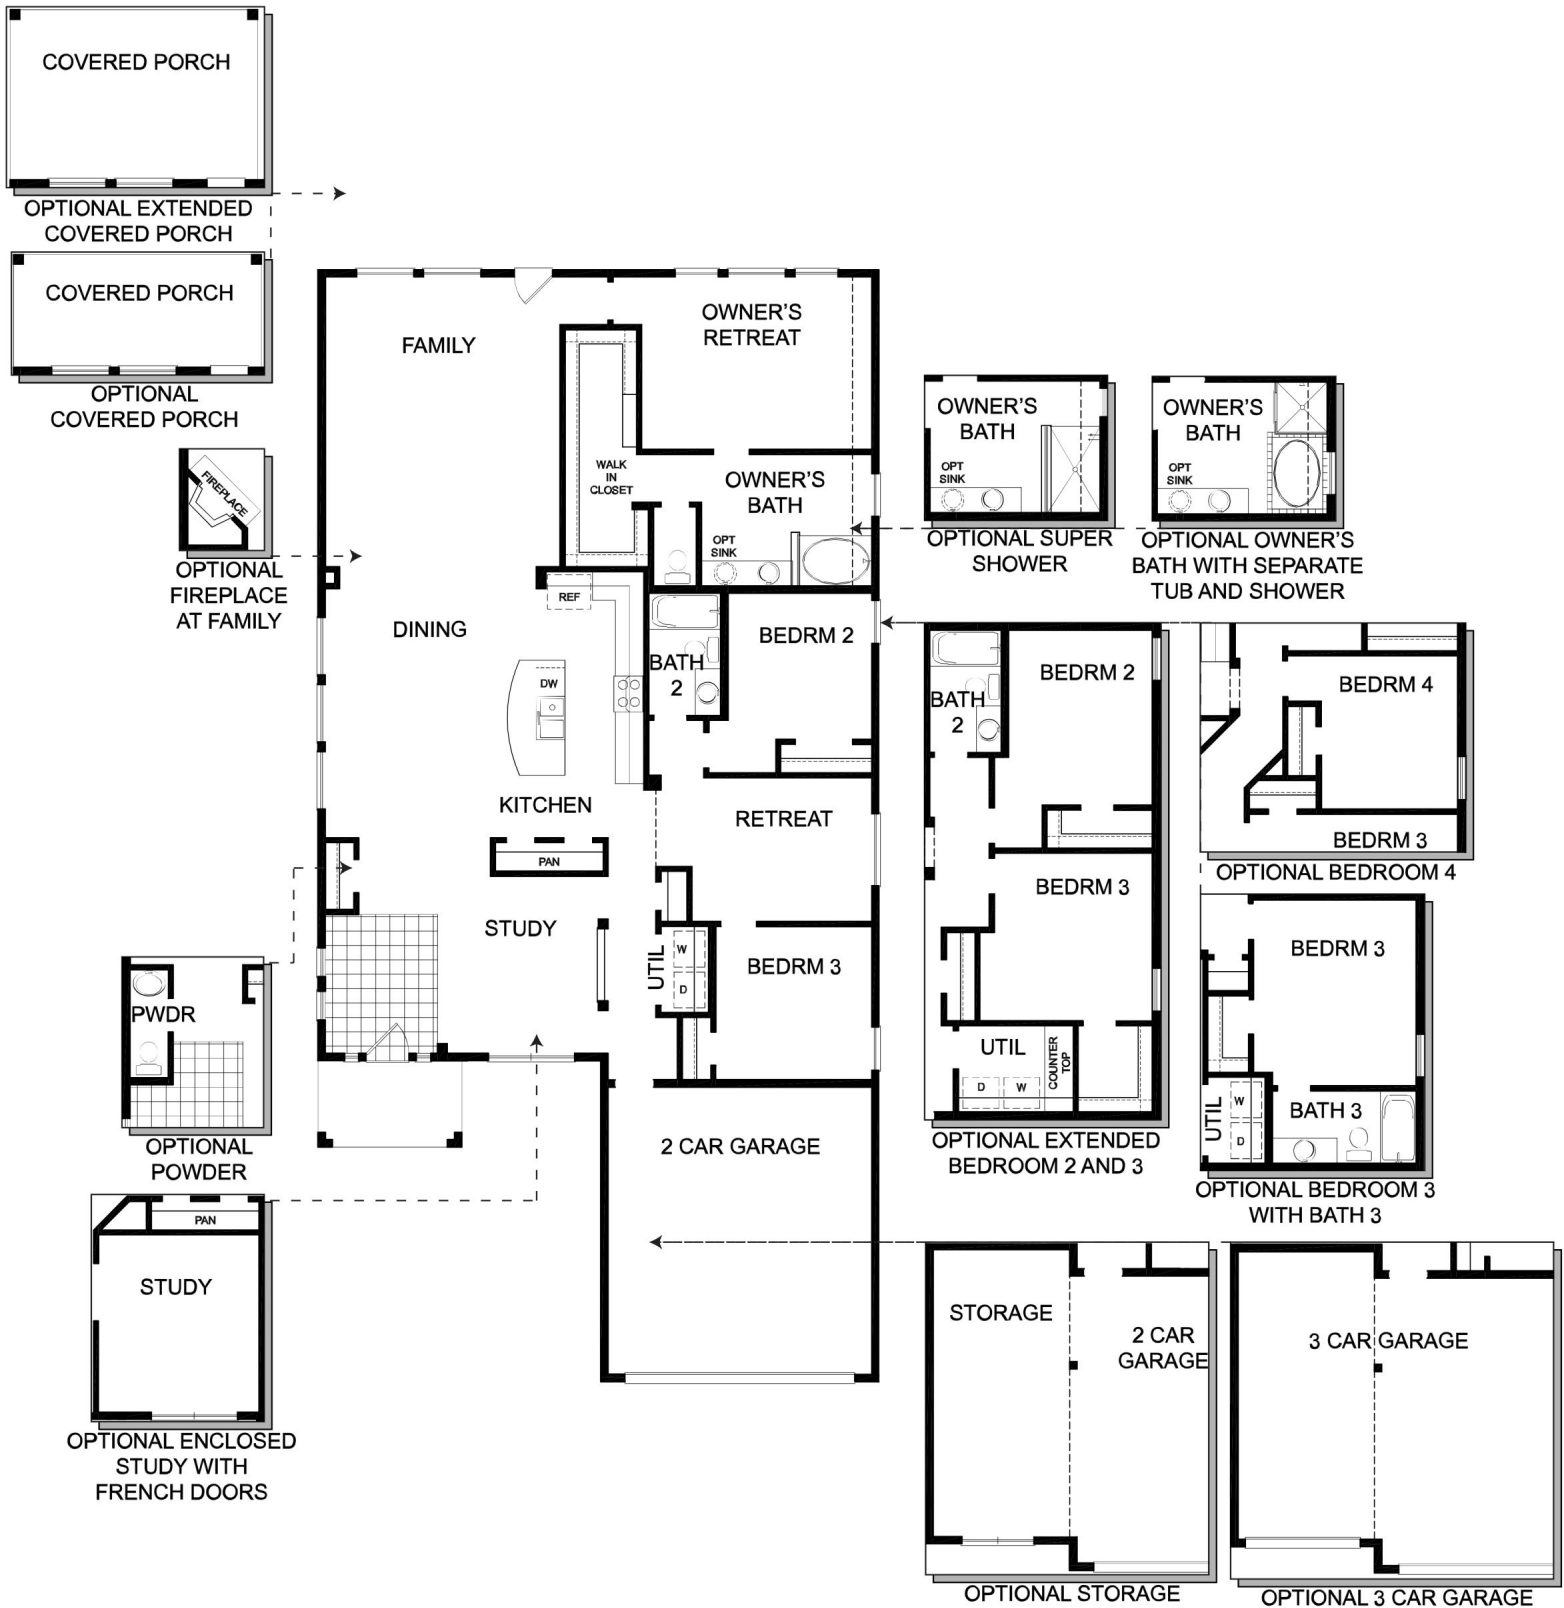 COVERED PORCH
OPTIONAL EXTENDED
COVERED PORCH
COVERED PORCH
OPTIONAL
COVERED PORCH
FIREPLACE
OPTIONAL
FIREPLACE
AT FAMILY
FAMILY
OWNER'S
RETREAT
WALK
IN
CLOSET
OWNER'S
BATH
OPT
SINK
REF
DINING
DW
BATH
2
BEDRM 2
KITCHEN
PAN
RETREAT
STUDY
UTIL
W
D
BEDRM 3
2 CAR GARAGE
OWNER'S
BATH
OPT
SINK
OPTIONAL SUPER
SHOWER
OWNER'S
BATH
OPT
SINK
OPTIONAL OWNER'S
BATH WITH SEPARATE
TUB AND SHOWER
BEDRM 2
BATH
2
BEDRM 3
UTIL
COUNTER
TOP
D
W
OPTIONAL EXTENDED
BEDROOM 2 AND 3
BEDRM 4
BEDRM 3
OPTIONAL BEDROOM 4
BEDRM 3
UTIL
W
D
BATH 3
OPTIONAL BEDROOM 3
WITH BATH 3
PWDR
OPTIONAL
POWDER
PAN
STUDY
OPTIONAL ENCLOSED
STUDY WITH
FRENCH DOORS
STORAGE
2 CAR
GARAGE
OPTIONAL STORAGE
3 CAR GARAGE
OPTIONAL 3 CAR GARAGE